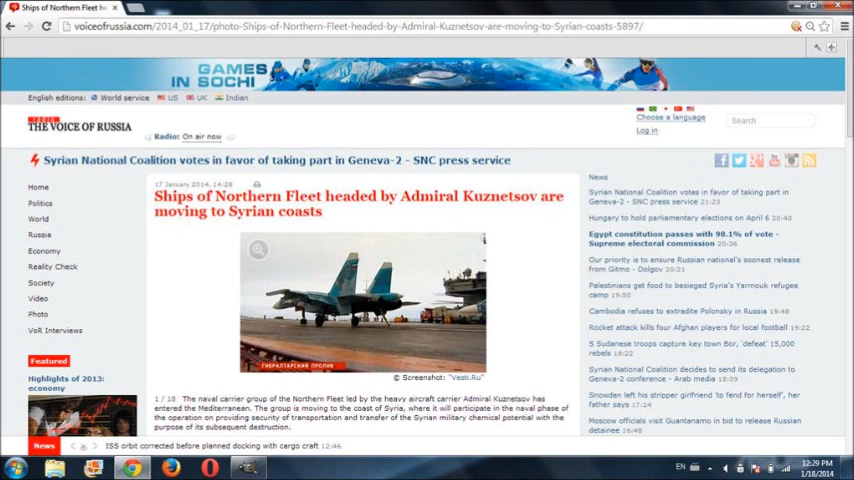 Ships of Northern Fleet he
voiceofrussia.com/2014_01_17/photo-Ships-of-Northern-Fleet-headed-by-Admiral-Kuznetsov-are-moving-to-Syrian-coasts-5897/
GAMES
IN SOCHI
English editions: World service US UK Indian
radio
THE VOICE OF RUSSIA
Radio: On air now
Choose a language
Log in
Search
Syrian National Coalition votes in favor of taking part in Geneva-2 - SNC press service
Home
Politics
World
Russia
Economy
Reality Check
Society
Video
Photo
VoR Interviews
Featured
Highlights of 2013:
economy
17 January 2014, 14:28
Ships of Northern Fleet headed by Admiral Kuznetsov are
moving to Syrian coasts
ГИБРАЛТАРСКИЙ ПРОЛИВ
© Screenshot: "Vesti.Ru"
1 / 18 The naval carrier group of the Northern Fleet led by the heavy aircraft carrier Admiral Kuznetsov has
entered the Mediterranean. The group is moving to the coast of Syria, where it will participate in the naval phase of
the operation on providing security of transportation and transfer of the Syrian military chemical potential with the
purpose of its subsequent destruction.
News
Syrian National Coalition votes in favor of taking part in
Geneva-2 - SNC press service 21:23
Hungary to hold parliamentary elections on April 6 20:40
Egypt constitution passes with 98.1% of vote -
Supreme electoral commission 20:36
Our priority is to ensure Russian national's soonest release
from Gitmo - Dolgov 20:21
Palestinians get food to besieged Syria's Yarmouk refugee
camp 19:50
Cambodia refuses to extradite Polonsky in Russia 19:48
Rocket attack kills four Afghan players for local football 19:22
S Sudanese troops capture key town Bor, 'defeat' 15,000
rebels 18:22
Syrian National Coalition decides to send its delegation to
Geneva-2 conference - Arab media 18:09
Snowden left his stripper girlfriend 'to fend for herself', her
father says 17:24
Moscow officials visit Guantanamo in bid to release Russian
detainee 16:48
News ISS orbit corrected before planned docking with cargo craft 12:46
EN
12:29 PM
1/18/2014